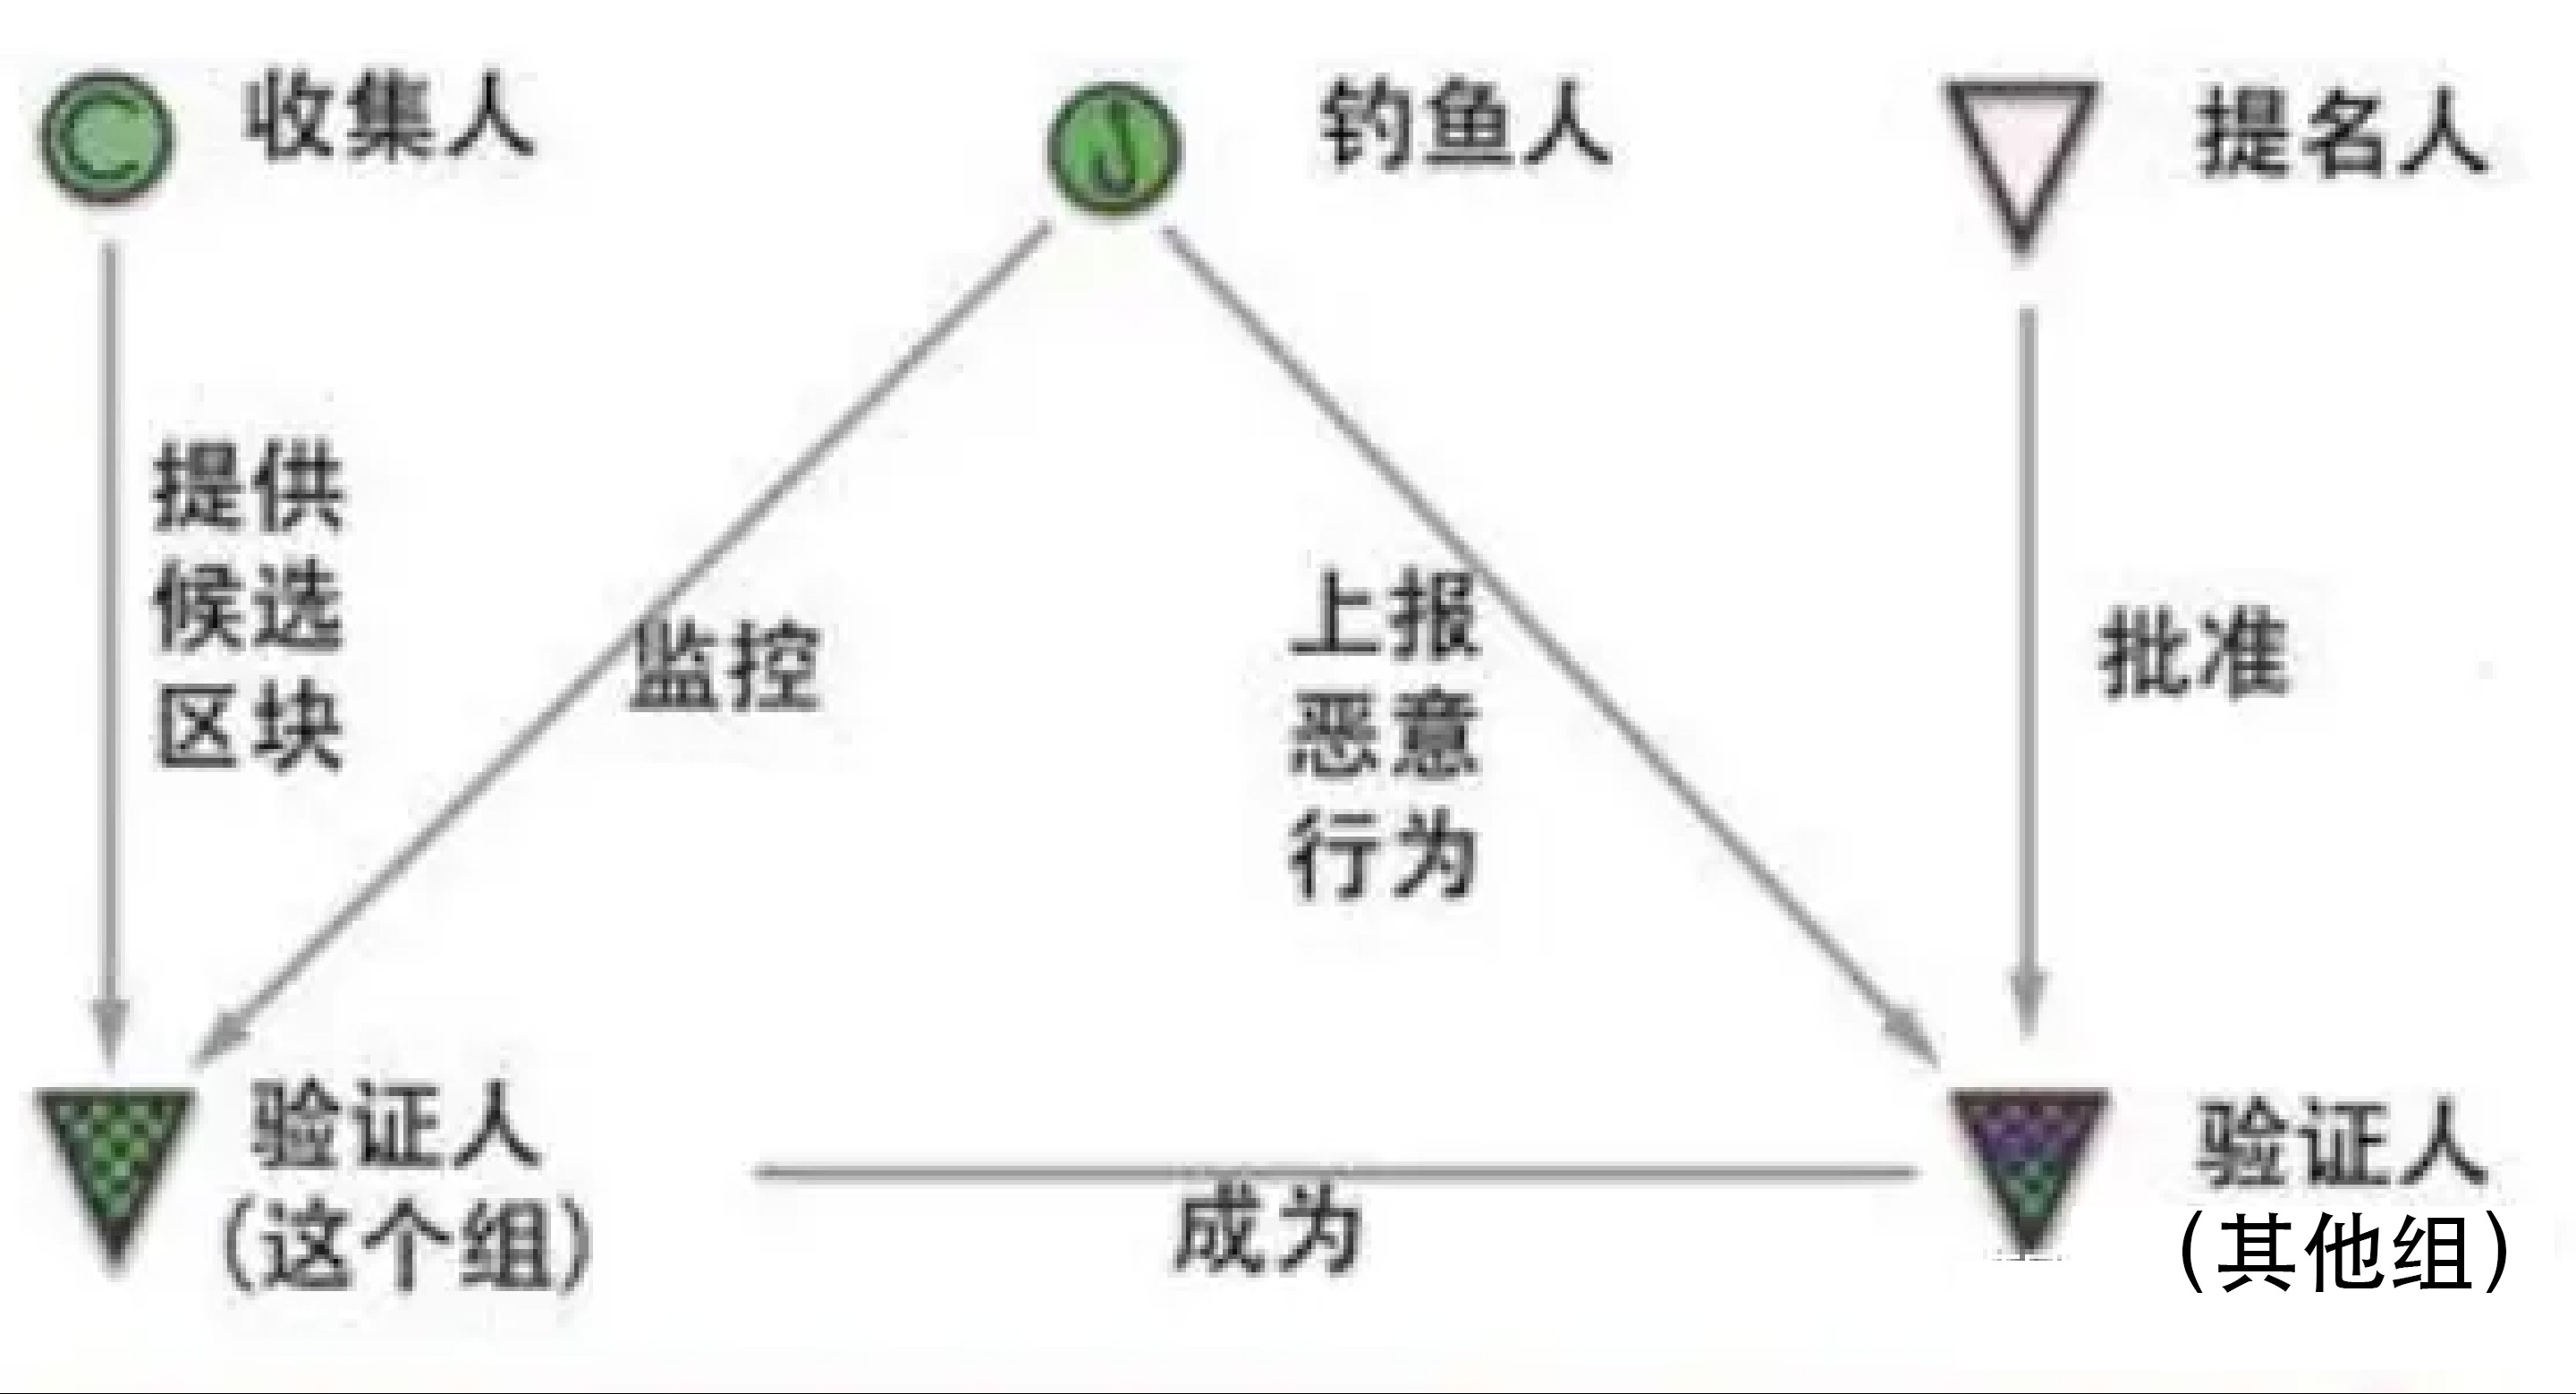 收集人
钓鱼人
提名人
提供
候选
区块
监控
上报
恶意
行为
批准
验证人
(这个组)
成为
验证人
(其他组)